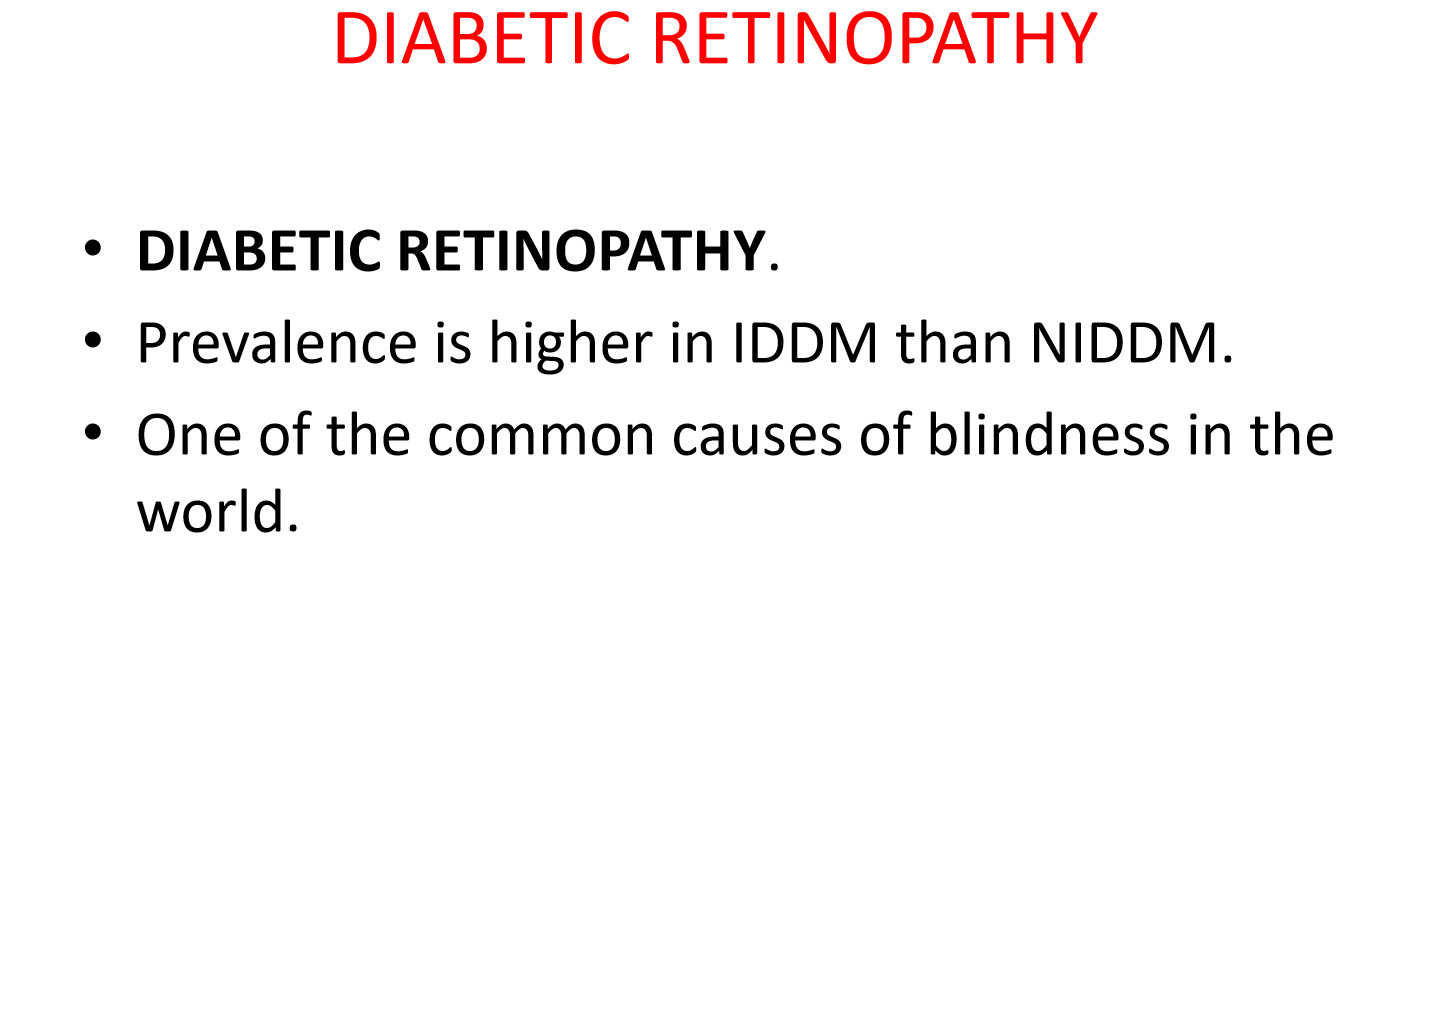 DIABETIC RETINOPATHY
• DIABETIC RETINOPATHY.
• Prevalence is higher in IDDM than NIDDM.
• One of the common causes of blindness in the
world.